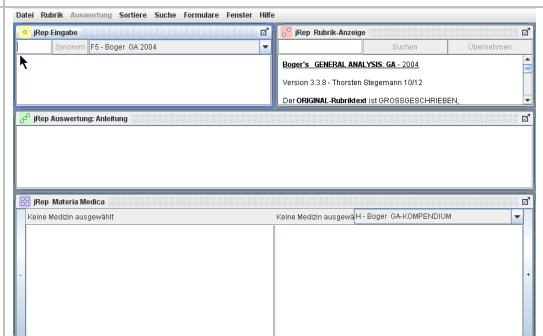 Datei Rubrik Auswertung Sortiere Suche Formulare Fenster Hilfe
jRep Eingabe
Synonym F5 - Boger GA 2004
jRep Rubrik-Anzeige
Suchen Übernehmen
Boger's GENERAL ANALYSIS: GA - 2004
Version 3.3.8 - Thorsten Stegemann 10/12
Der ORIGINAL-Rubriktext ist GROSSGESCHRIEBEN,
jRep Auswertung: Anleitung
jRep Materia Medica
Keine Medizin ausgewählt
Keine Medizin ausgewä H - Boger GA-KOMPENDIUM
- +